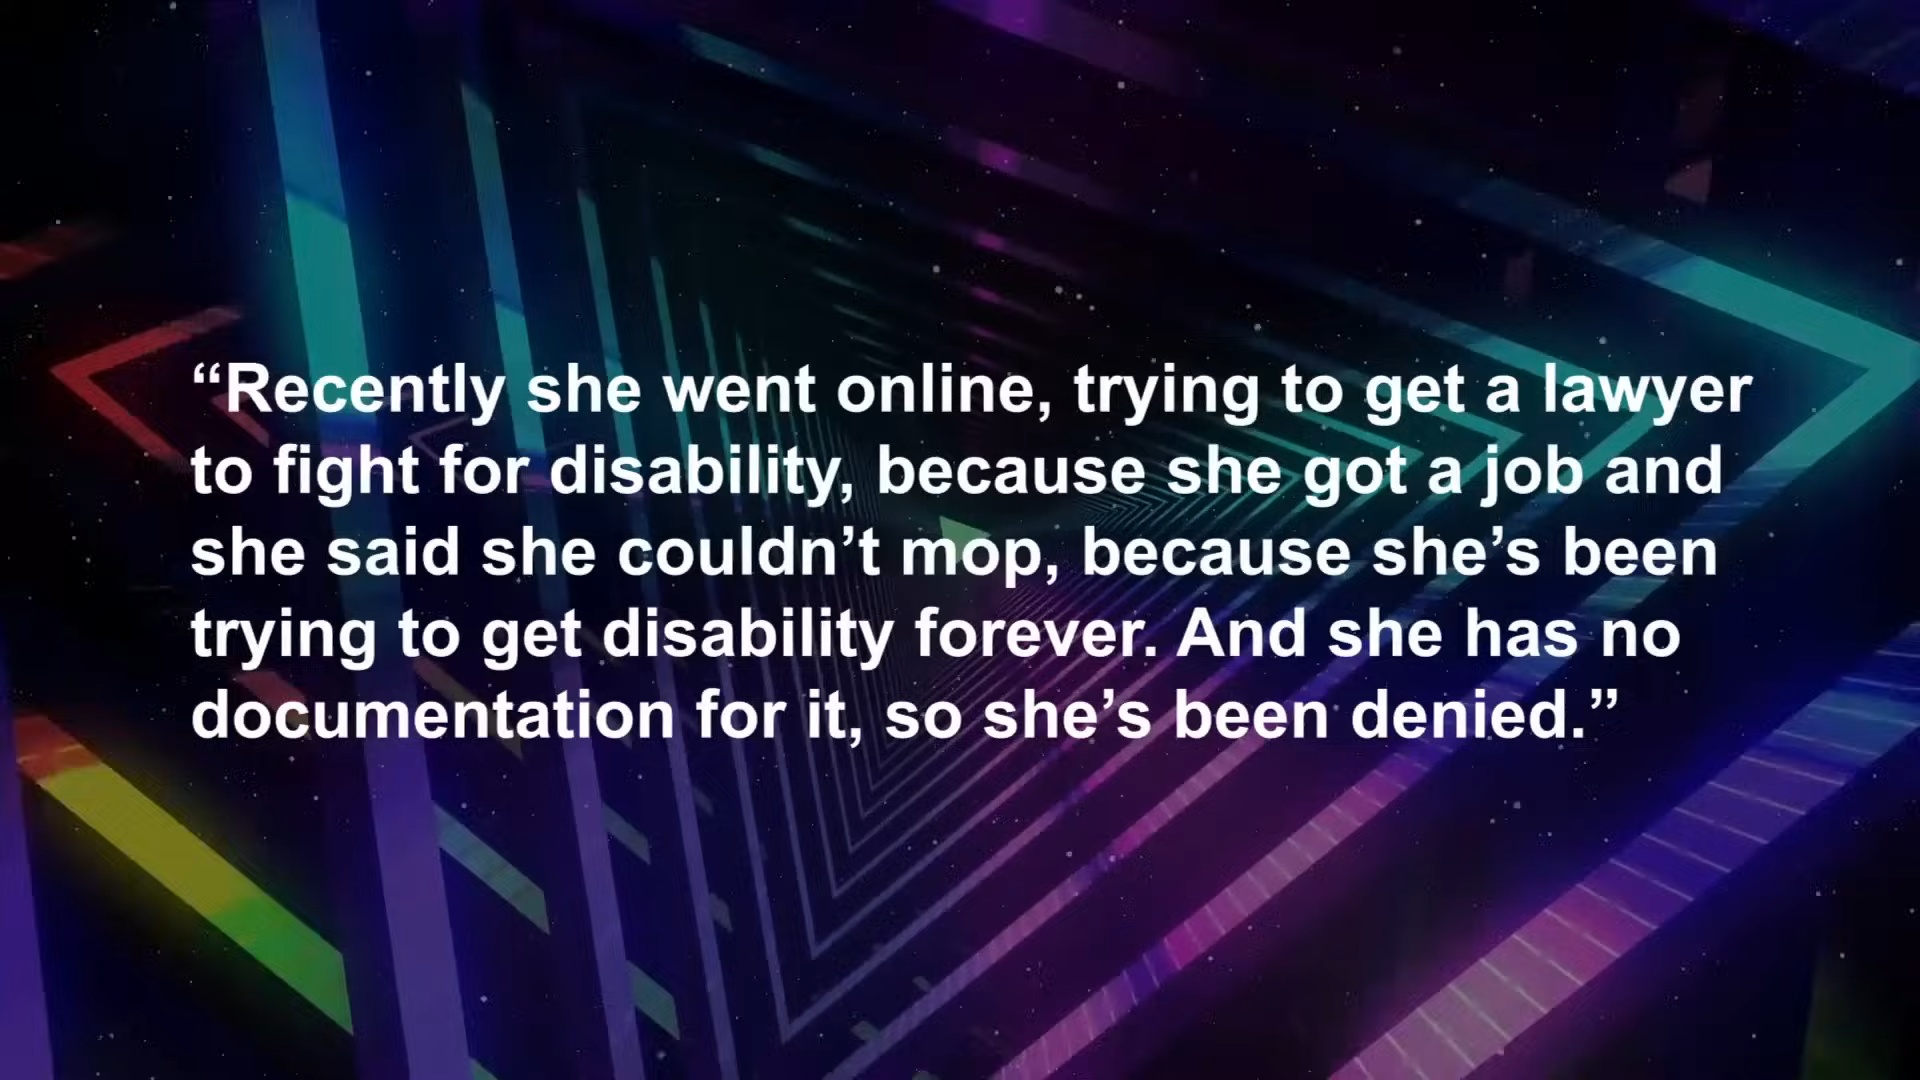 “Recently she went online, trying to get a lawyer
to fight for disability, because she got a job and
she said she couldn’t mop, because she’s been
trying to get disability forever. And she has no
documentation for it, so she’s been denied.”